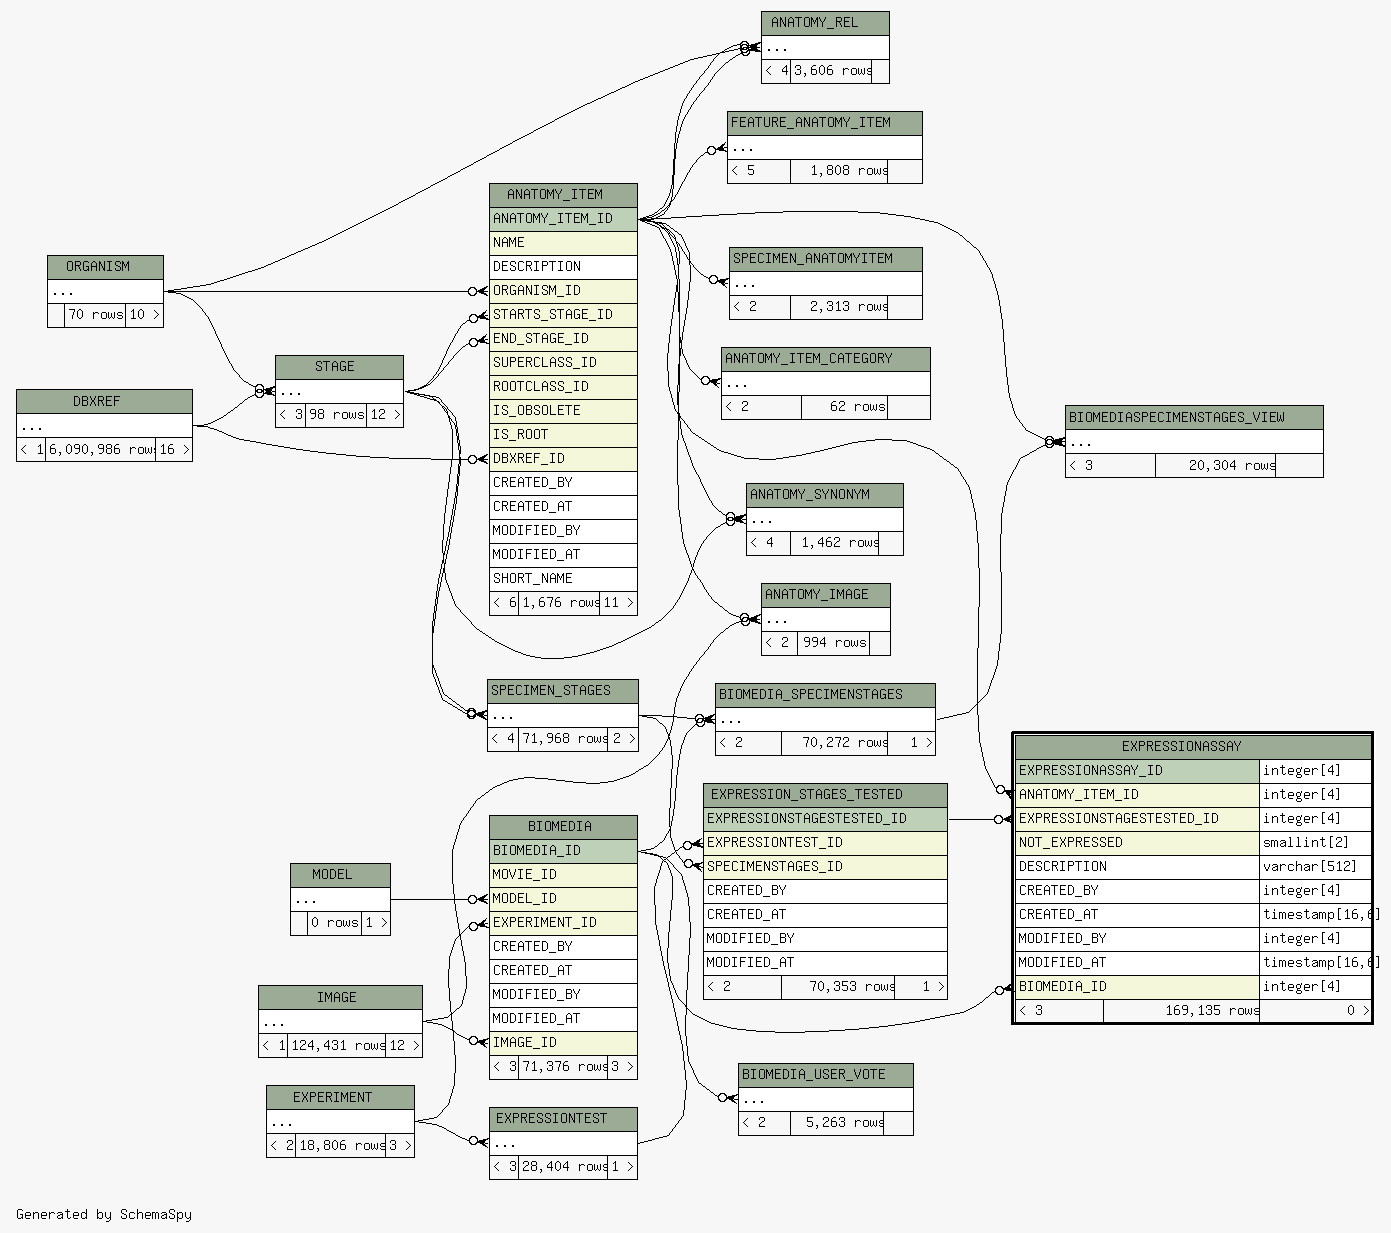 ANATOMY_REL
...
< 4 3,606 rows
FEATURE_ANATOMY_ITEM
...
< 5 1,808 rows
ANATOMY_ITEM
ANATOMY_ITEM_ID
NAME
DESCRIPTION
ORGANISM_ID
STARTS_STAGE_ID
END_STAGE_ID
SUPERCLASS_ID
ROOTCLASS_ID
IS_OBSOLETE
IS_ROOT
DBXREF_ID
CREATED_BY
CREATED_AT
MODIFIED_BY
MODIFIED_AT
SHORT_NAME
< 6 1,676 rows 11 >
ORGANISM
...
70 rows 10 >
SPECIMEN_ANATOMYITEM
...
< 2 2,313 rows
STAGE
...
< 3 98 rows 12 >
ANATOMY_ITEM_CATEGORY
...
< 2 62 rows
DBXREF
...
< 1 6,090,986 rows 16 >
BIOMEDIASPECIMENSTAGES_VIEW
...
< 3 20,304 rows
ANATOMY_SYNONYM
...
< 4 1,462 rows
ANATOMY_IMAGE
...
< 2 994 rows
SPECIMEN_STAGES
...
< 4 71,968 rows 2 >
BIOMEDIA_SPECIMENSTAGES
...
< 2 70,272 rows 1 >
EXPRESSIONASSAY
EXPRESSIONASSAY_ID integer[4]
ANATOMY_ITEM_ID integer[4]
EXPRESSIONSTAGESTESTED_ID integer[4]
NOT_EXPRESSED smallint[2]
DESCRIPTION varchar[512]
CREATED_BY integer[4]
CREATED_AT timestamp[16,6]
MODIFIED_BY integer[4]
MODIFIED_AT timestamp[16,6]
BIOMEDIA_ID integer[4]
< 3 169,135 rows 0 >
EXPRESSION_STAGES_TESTED
EXPRESSIONSTAGESTESTED_ID
EXPRESSIONTEST_ID
SPECIMENSTAGES_ID
CREATED_BY
CREATED_AT
MODIFIED_BY
MODIFIED_AT
< 2 70,353 rows 1 >
BIOMEDIA
BIOMEDIA_ID
MOVIE_ID
MODEL_ID
EXPERIMENT_ID
CREATED_BY
CREATED_AT
MODIFIED_BY
MODIFIED_AT
IMAGE_ID
< 3 71,376 rows 3 >
MODEL
...
0 rows 1 >
IMAGE
...
< 1 124,431 rows 12 >
BIOMEDIA_USER_VOTE
...
< 2 5,263 rows
EXPERIMENT
...
< 2 18,806 rows 3 >
EXPRESSIONTEST
...
< 3 28,404 rows 1 >
Generated by SchemaSpy